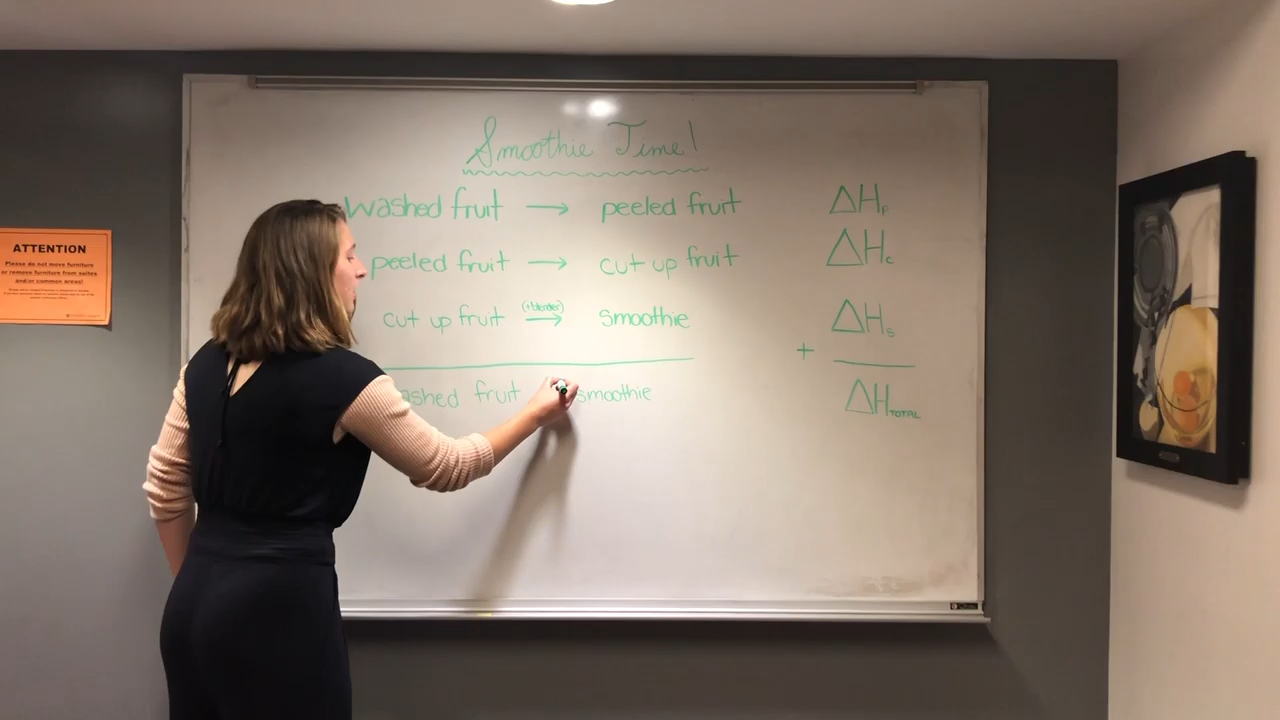 Smoothie Time!
washed fruit → peeled fruit ΔHP
peeled fruit → cut up fruit ΔHc
(+blender)
cut up fruit → smoothie ΔHs
+
ashed fruit smoothie ΔHTOTAL
ATTENTION
Please do not move furniture
or remove furniture from suites
and/or common areas!